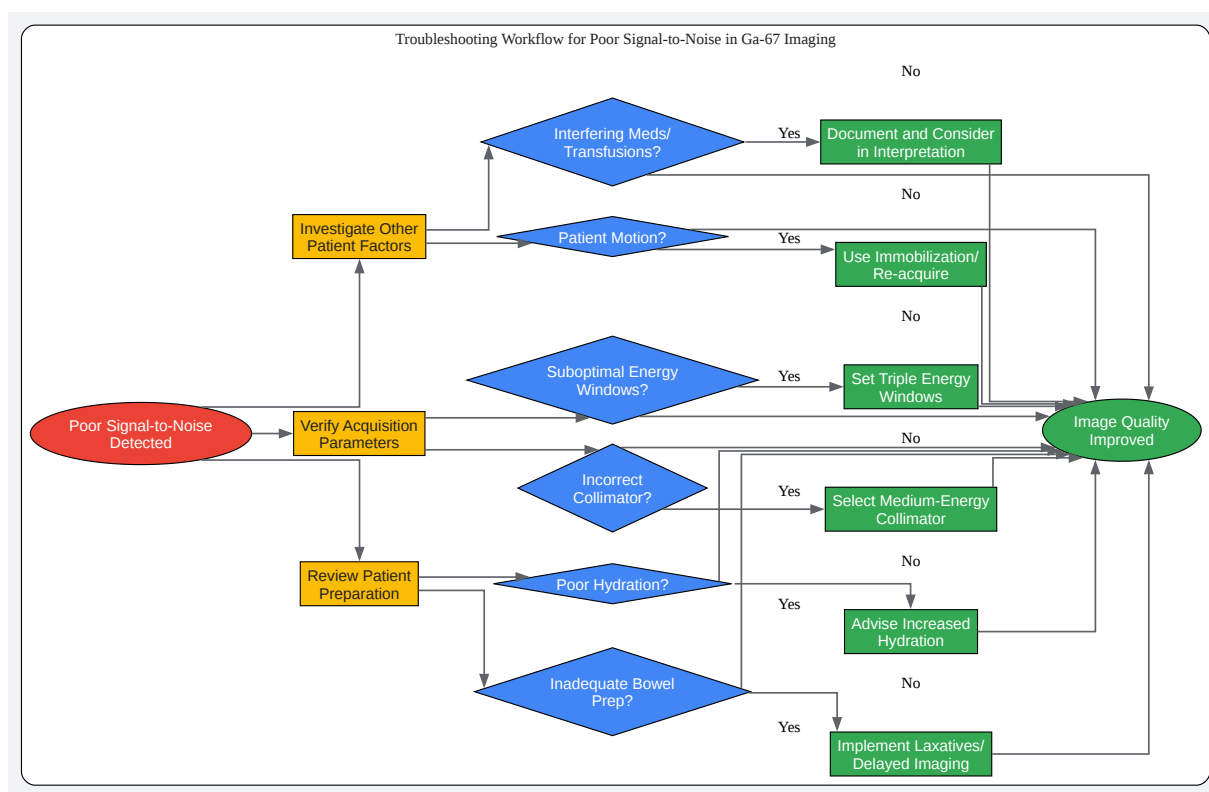 Troubleshooting Workflow for Poor Signal-to-Noise in Ga-67 Imaging
No
Interfering Meds/
Transfusions?
Yes
Document and Consider
in Interpretation
No
Investigate Other
Patient Factors
Patient Motion?
Yes
Use Immobilization/
Re-acquire
No
Suboptimal Energy
Windows?
Yes
Set Triple Energy
Windows
Poor Signal-to-Noise
Detected
Verify Acquisition
Parameters
Image Quality
Improved
No
Incorrect
Collimator?
Yes
Select Medium-Energy
Collimator
No
Review Patient
Preparation
Poor Hydration?
Yes
Advise Increased
Hydration
No
Inadequate Bowel
Prep?
Yes
Implement Laxatives/
Delayed Imaging